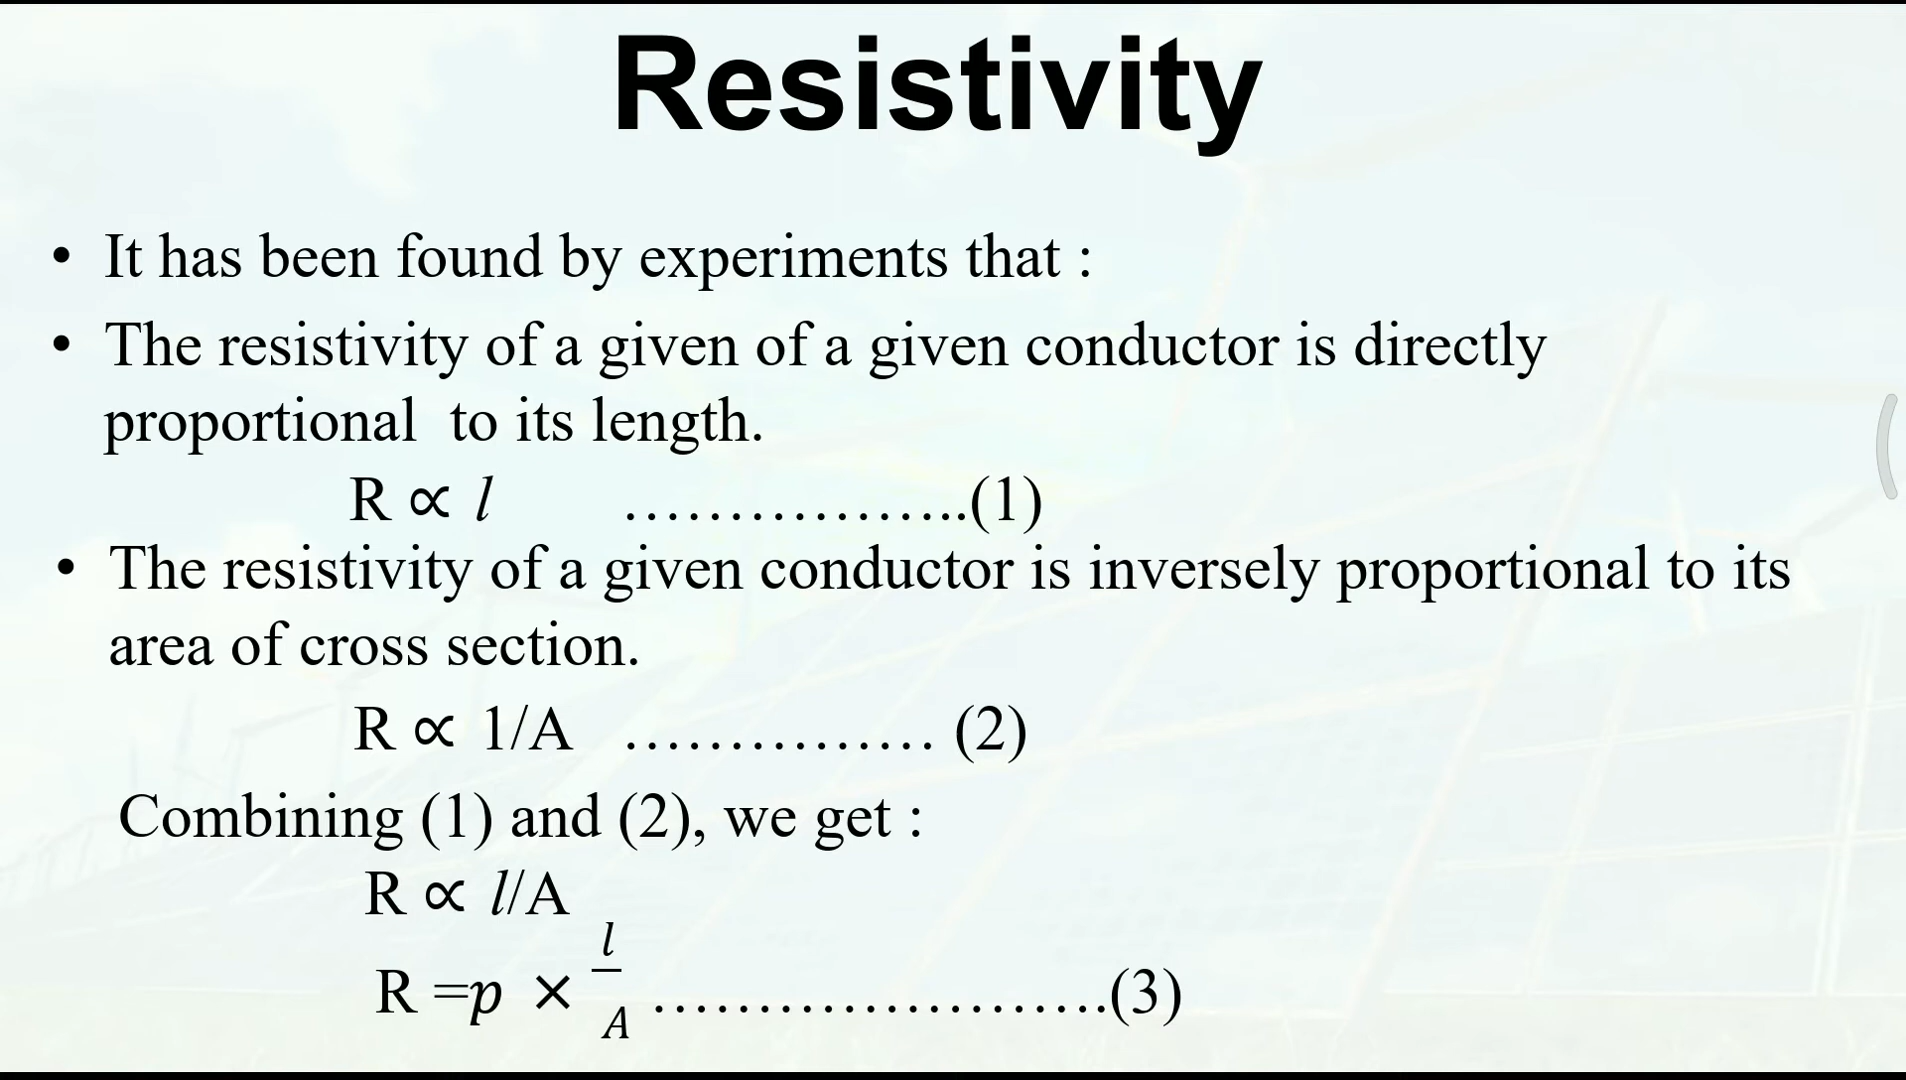 Resistivity
• It has been found by experiments that :
• The resistivity of a given of a given conductor is directly
proportional  to its length.
R ∝ l ……………..(1)
• The resistivity of a given conductor is inversely proportional to its
area of cross section.
R ∝ 1/A …………… (2)
Combining (1) and (2), we get :
R ∝ l/A
R =p × l/A ………………….(3)